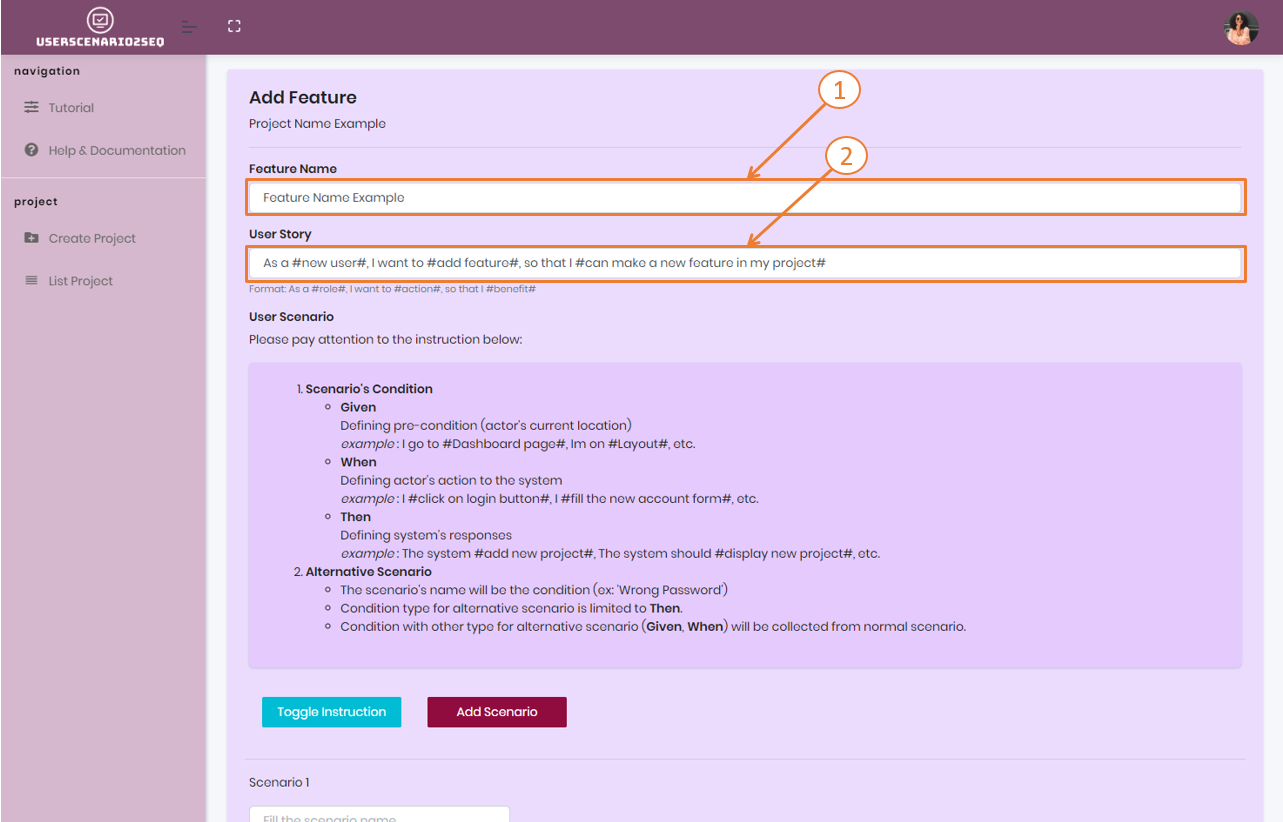 USERSCENARIO2SEQ
navigation
Tutorial
Help & Documentation
project
Create Project
List Project
Add Feature
Project Name Example
1
2
Feature Name
Feature Name Example
User Story
As a #new user#, I want to #add feature#, so that I #can make a new feature in my project#
Format: As a #role#, I want to #action#, so that I #benefit#
User Scenario
Please pay attention to the instruction below:
1. Scenario's Condition
Given
Defining pre-condition (actor's current location)
example : I go to #Dashboard page#, Im on #Layout#, etc.
When
Defining actor's action to the system
example : I #click on login button#, I #fill the new account form#, etc.
Then
Defining system's responses
example : The system #add new project#, The system should #display new project#, etc.
2. Alternative Scenario
The scenario's name will be the condition (ex: 'Wrong Password')
Condition type for alternative scenario is limited to Then.
Condition with other type for alternative scenario (Given, When) will be collected from normal scenario.
Toggle Instruction
Add Scenario
Scenario 1
Fill the scenario name